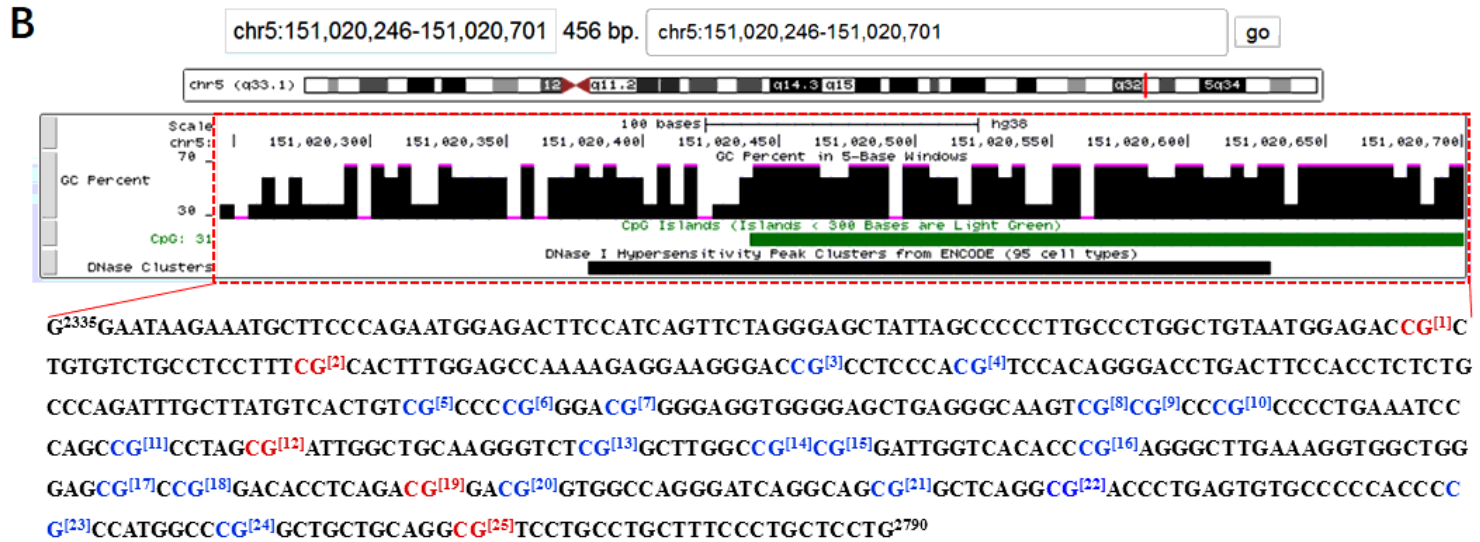 B
chr5:151,020,246-151,020,701 456 bp. chr5:151,020,246-151,020,701 go
chr5 (q33.1) 12 q11.2 q14.3 q15 q32 5q34
Scale 100 bases hg38
chr5: 151,020,300 151,020,350 151,020,400 151,020,450 151,020,500 151,020,550 151,020,600 151,020,650 151,020,700
70 GC Percent in 5-Base Windows
GC Percent
30
CpG Islands (Islands < 300 Bases are Light Green)
CpG: 31
DNase I Hypersensitivity Peak Clusters from ENCODE (95 cell types)
DNase Clusters
G2335GAATAAGAAATGCTTCCCAGAATGGAGACTTCCATCAGTTCTAGGGAGCTATTAGCCCCCTTGCCCTGGCTGTAATGGAGACCG[1]C
TGTGTCTGCCTCCTTTCG[2]CACTTTGGAGCCAAAAGAGGAAGGGACCG[3]CCTCCCACG[4]TCCACAGGGACCTGACTTCCACCTCTCTG
CCCAGATTTGCTTATGTCACTGTCG[5]CCCCG[6]GGACG[7]GGGAGGTGGGGAGCTGAGGGCAAGTCG[8]CG[9]CCCG[10]CCCCTGAAATCC
CAGCCG[11]CCTAGCG[12]ATTGGCTGCAAGGGTCTCG[13]GCTTGGCCG[14]CG[15]GATTGGTCACACCCG[16]AGGGCTTGAAAGGTGGCTGG
GAGCG[17]CCG[18]GACACCTCAGACG[19]GACG[20]GTGGCCAGGGATCAGGCAGCG[21]GCTCAGGCG[22]ACCCTGAGTGTGCCCCCACCCC
G[23]CCATGGCCCG[24]GCTGCTGCAGGCG[25]TCCTGCCTGCTTTCCCTGCTCCTG2790